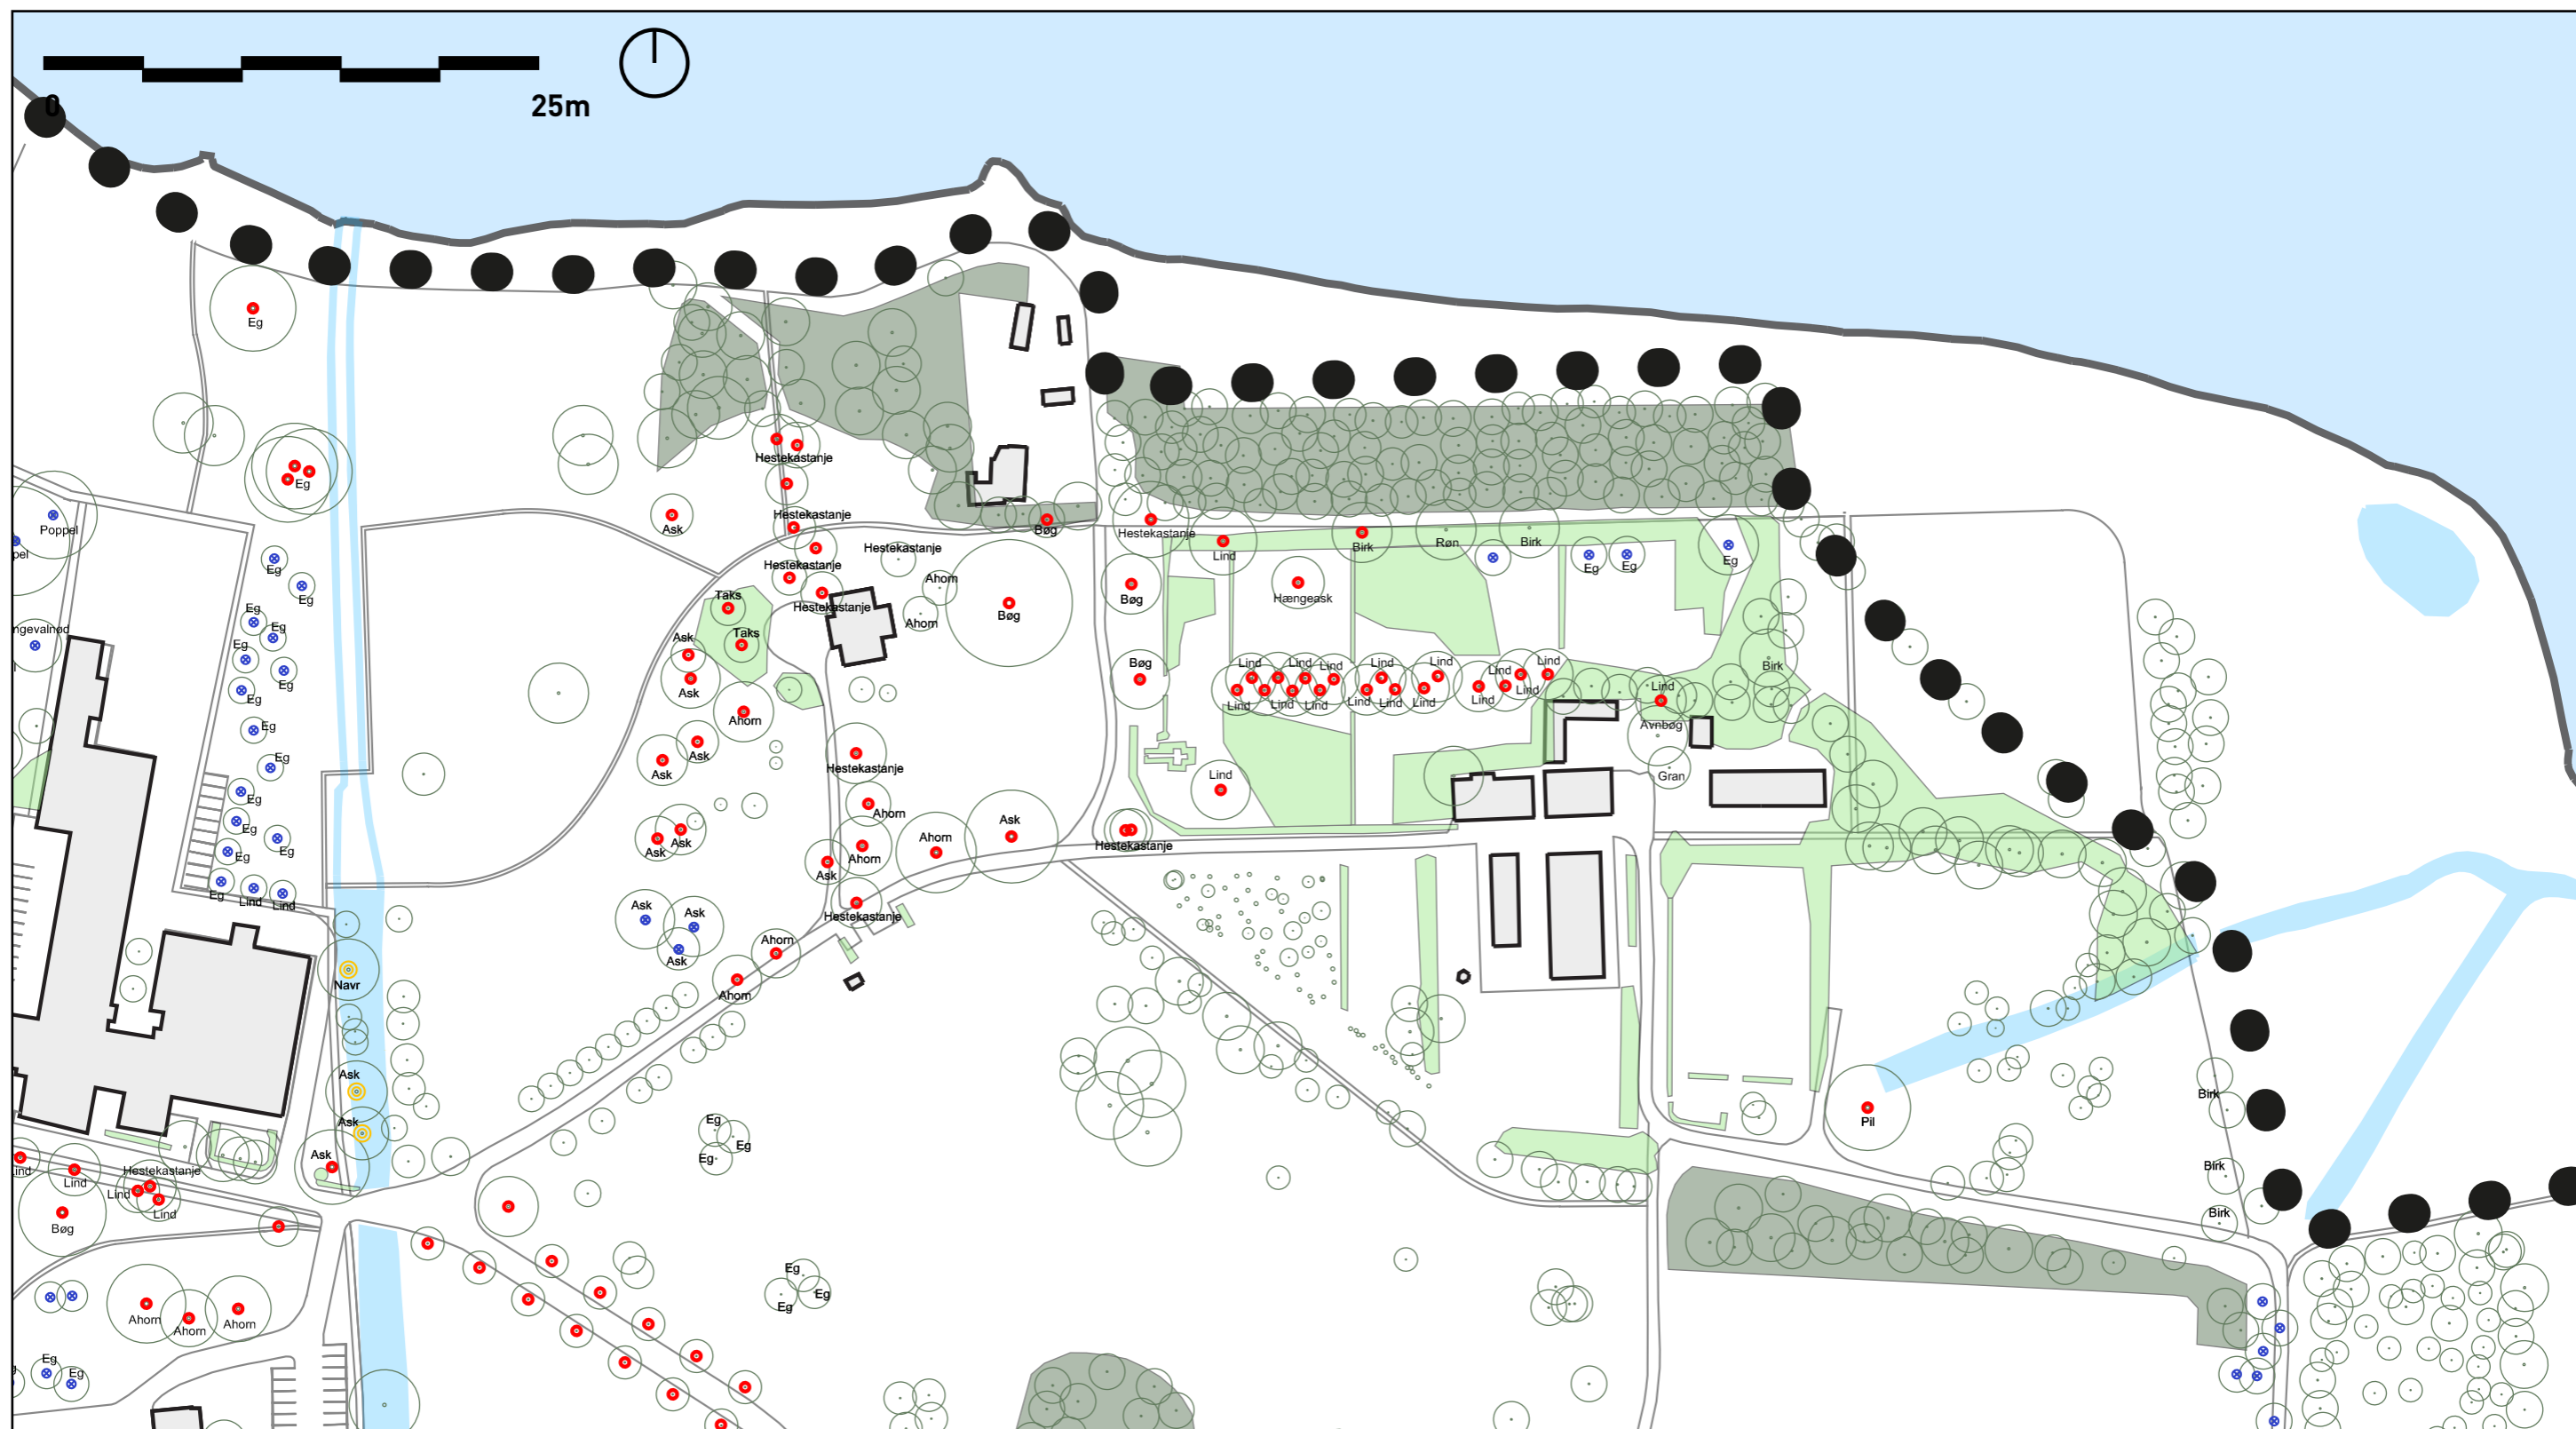 0
25m
Eg
Eg
Hestekastanje
Ask
Hestekastanje
Poppel
pel
Bøg
Hestekastanje
Lind
Birk
Røn
Birk
Eg
Eg
Eg
Hestekastanje
Hestekastanje
Ahorn
Eg
Eg
Taks
Hestekastanje
Ahorn
Bøg
Bøg
Hængeask
Eg
Eg
ngevalnød
Eg
Taks
Ask
Bøg
Lind
Lind
Lind
Lind
Lind
Lind
Birk
Eg
Eg
Ask
Lind
Lind
Lind
Lind
Lind
Lind
Lind
Lind
Lind
Eg
Ahorn
Avnbøg
Ask
Eg
Ask
Hestekastanje
Lind
Gran
Eg
Ahorn
Eg
Eg
Ask
Ask
Ahorn
Ask
Hestekastanje
Eg
Ahorn
Ask
Eg
Lind
Lind
Ask
Ask
Hestekastanje
Ahorn
Ask
Navr
Ahorn
Ask
Pil
Birk
Ask
Eg
Eg
Eg
Ask
Birk
Lind
Hestekastanje
Lind
Lind
Lind
Bøg
Birk
Eg
Eg
Eg
Ahorn
Ahorn
Ahorn
Eg
Eg